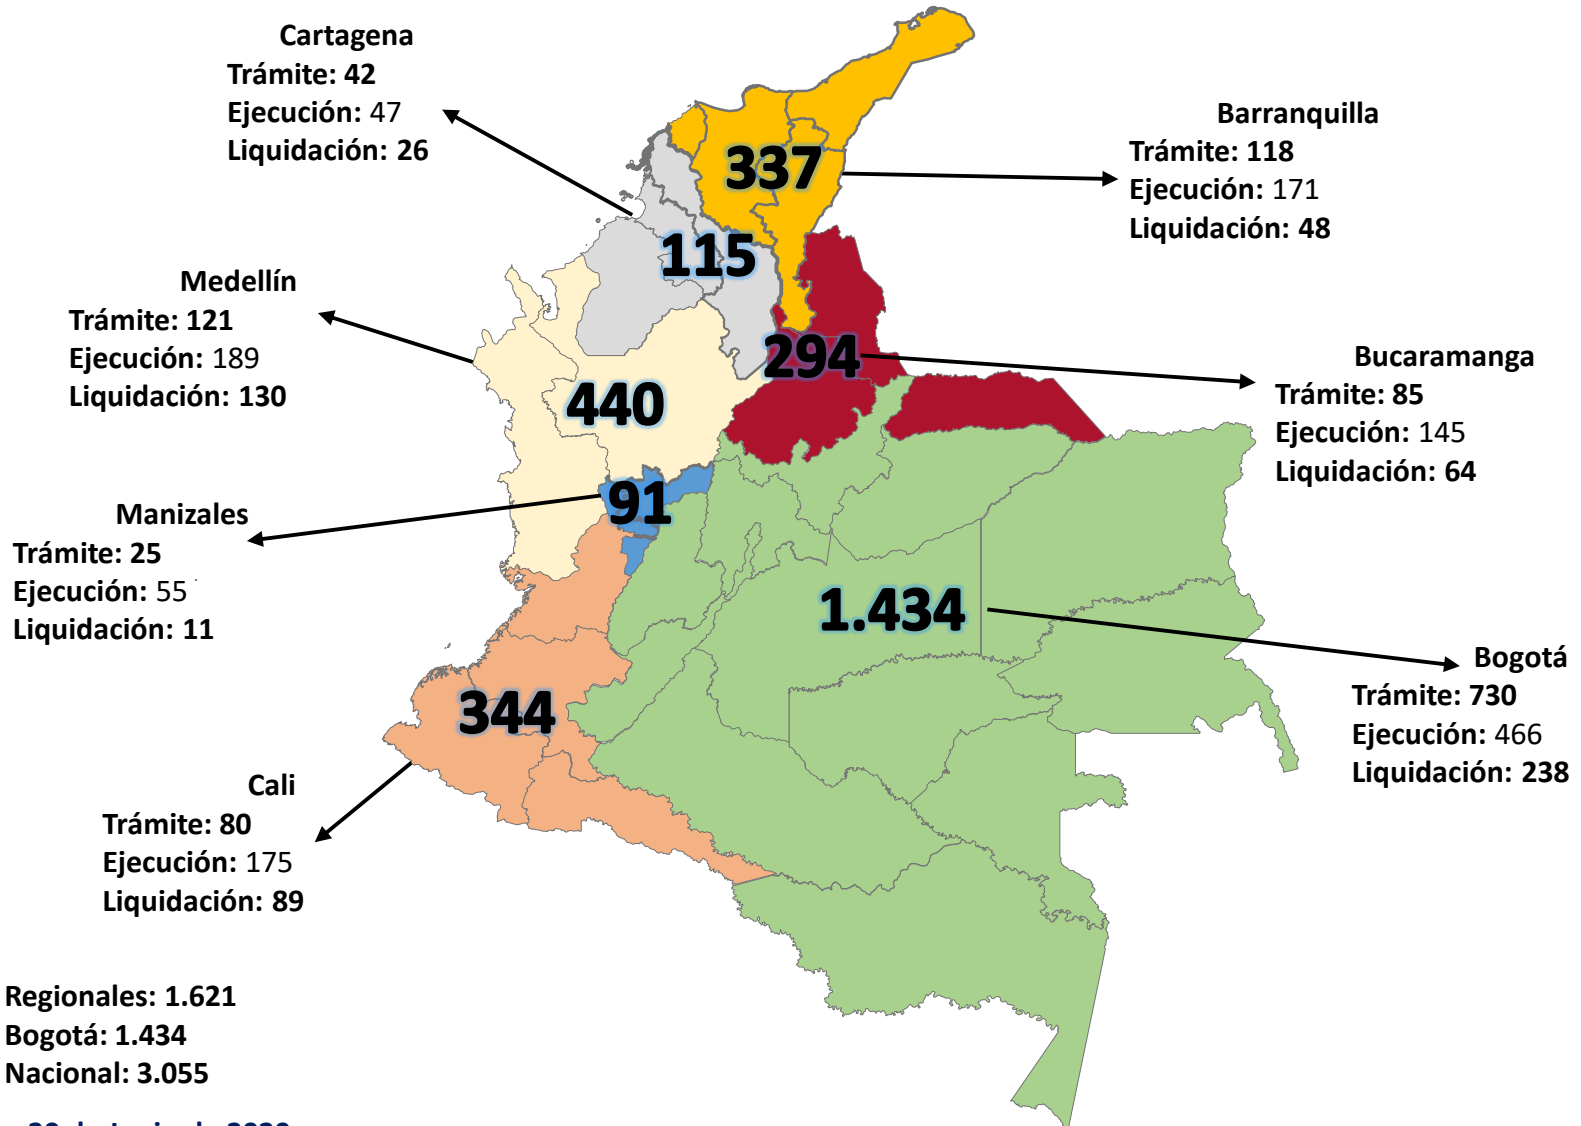 Cartagena
Trámite: 42
Ejecución: 47
Liquidación: 26
Barranquilla
Trámite: 118
Ejecución: 171
Liquidación: 48
337
115
Medellín
Trámite: 121
Ejecución: 189
Liquidación: 130
294
Bucaramanga
Trámite: 85
Ejecución: 145
Liquidación: 64
440
91
Manizales
Trámite: 25
Ejecución: 55
Liquidación: 11
1.434
Bogotá
Trámite: 730
Ejecución: 466
Liquidación: 238
344
Cali
Trámite: 80
Ejecución: 175
Liquidación: 89
Regionales: 1.621
Bogotá: 1.434
Nacional: 3.055